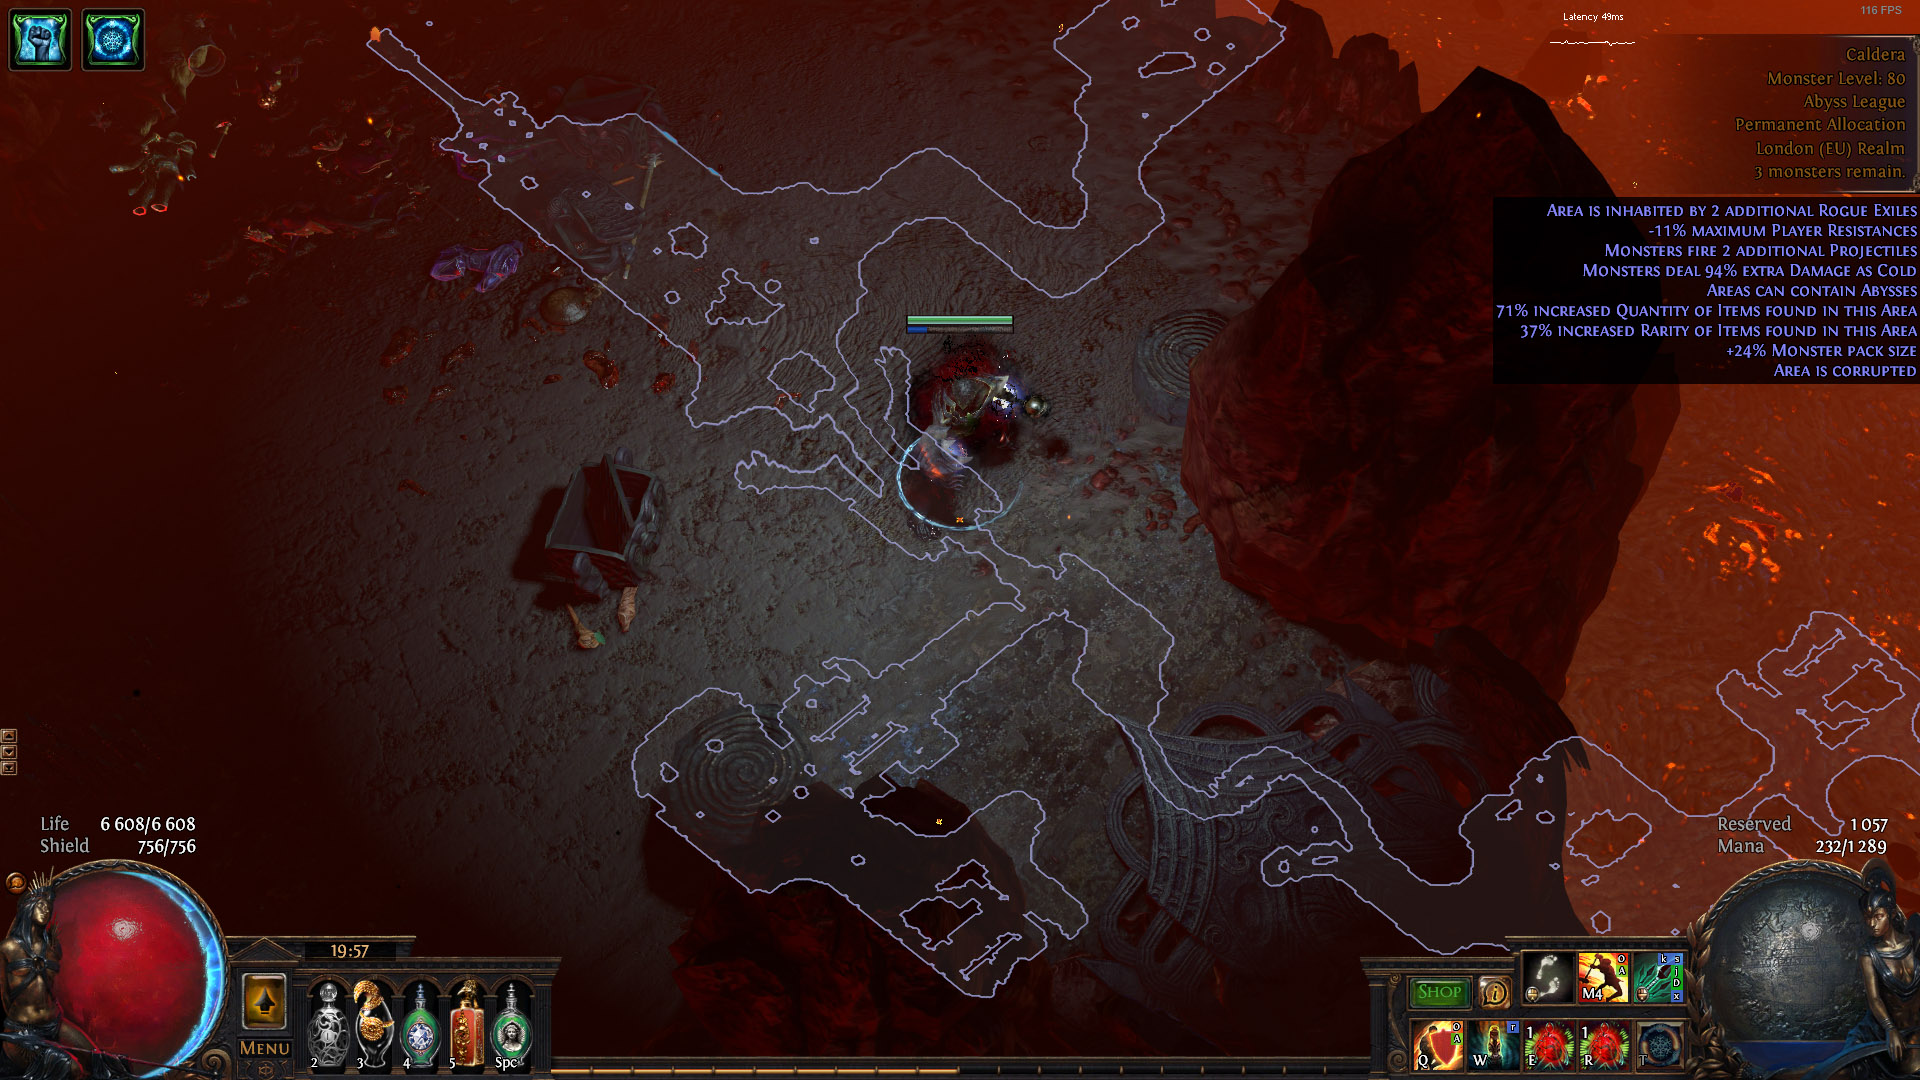 116 FPS
Latency 49ms
Caldera
Monster Level: 80
Abyss League
Permanent Allocation
London (EU) Realm
3 monsters remain.
Area is inhabited by 2 additional Rogue Exiles
-11% maximum Player Resistances
Monsters fire 2 additional Projectiles
Monsters deal 94% extra Damage as Cold
Areas can contain Abysses
71% increased Quantity of Items found in this Area
37% increased Rarity of Items found in this Area
+24% Monster pack size
Area is corrupted
Life 6 608/6 608
Shield 756/756
Reserved 1 057
Mana 232/1 289
19:57
Menu
2 3 4 5 Spc
Shop
M4 O A
k s j D x
Q O A W r 1 E 1 R T